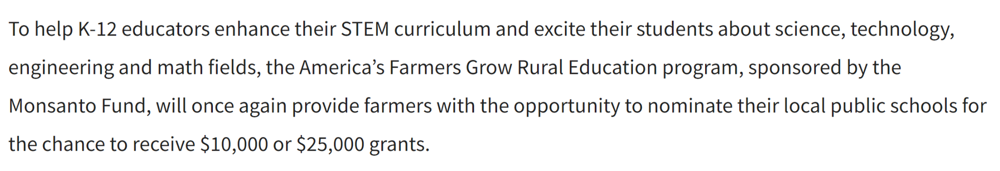 To help K-12 educators enhance their STEM curriculum and excite their students about science, technology,
engineering and math fields, the America’s Farmers Grow Rural Education program, sponsored by the
Monsanto Fund, will once again provide farmers with the opportunity to nominate their local public schools for
the chance to receive $10,000 or $25,000 grants.